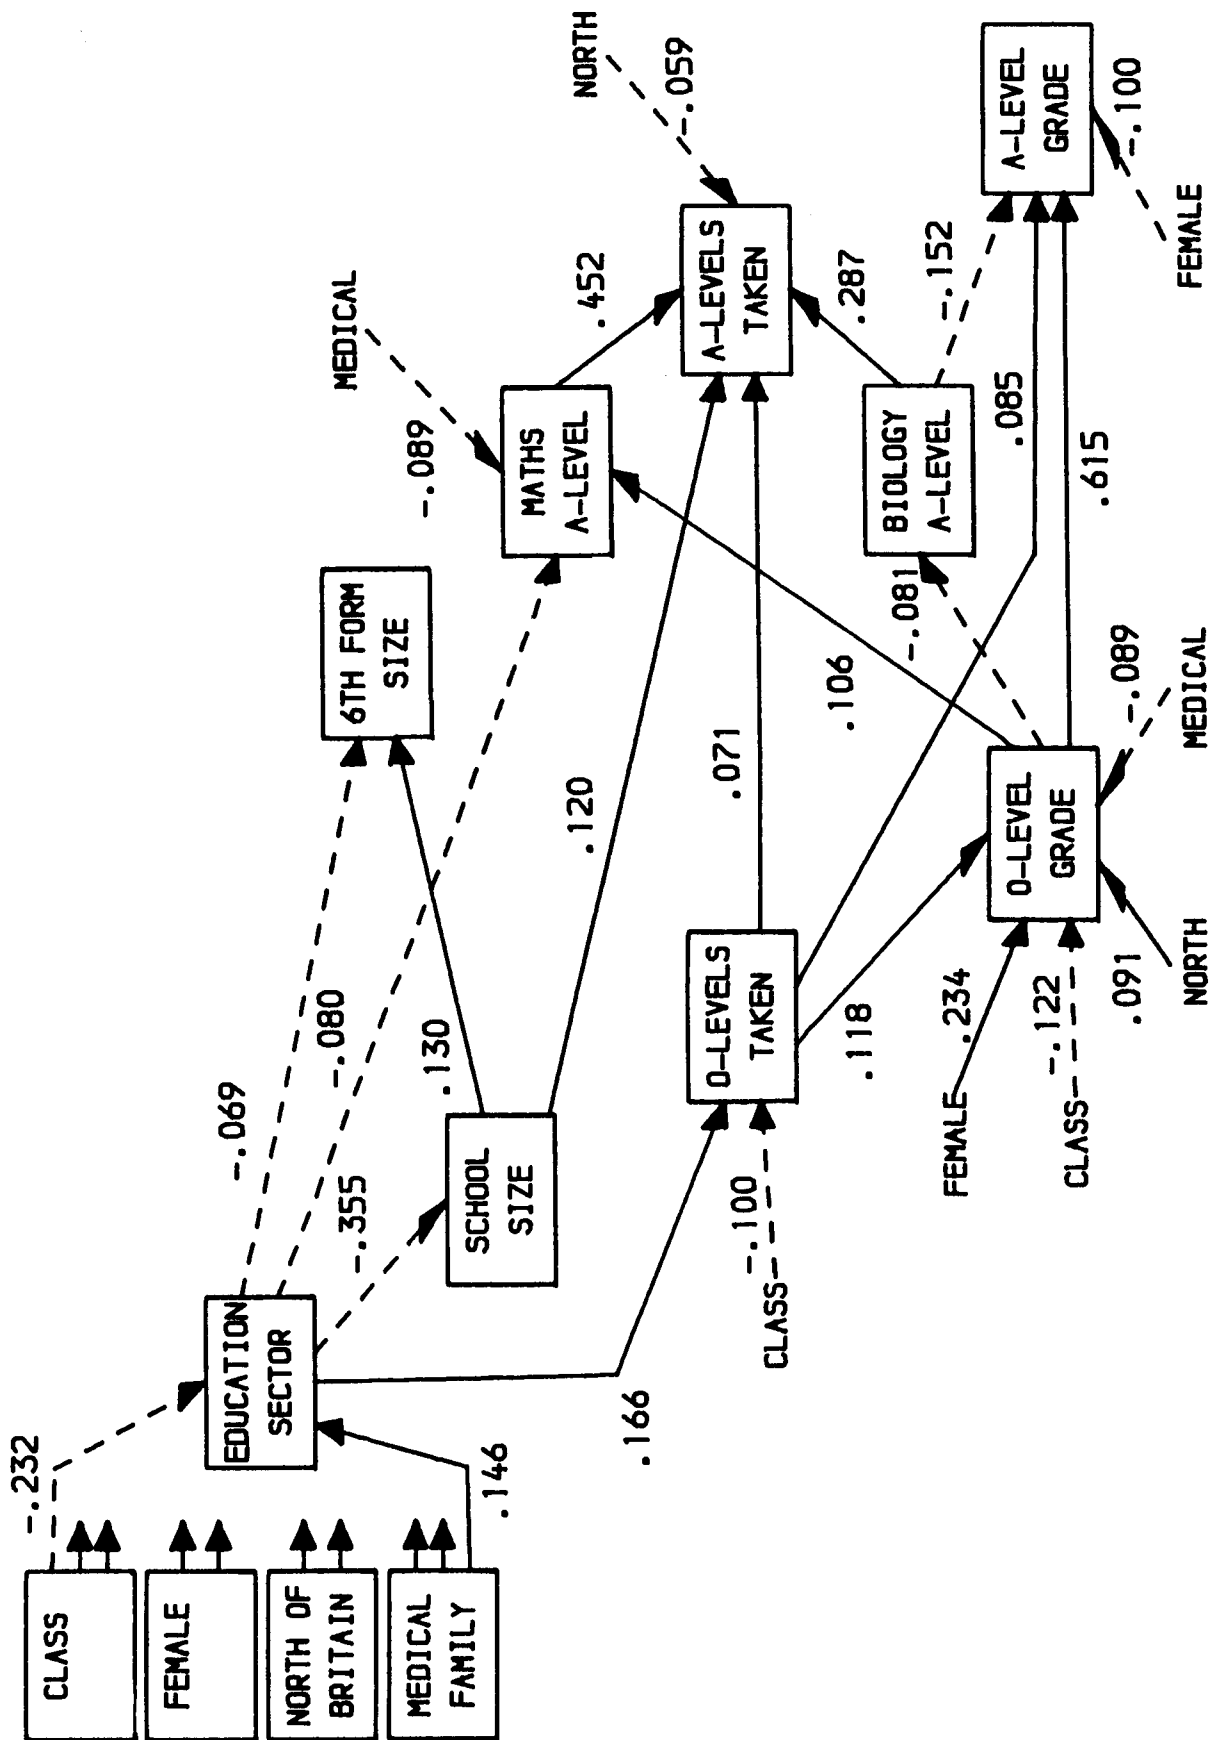 CLASS
FEMALE
NORTH OF
BRITAIN
MEDICAL
FAMILY
-.232
.146
EDUCATION
SECTOR
-.069
-.080
-.355
.166
SCHOOL
SIZE
.130
.120
6TH FORM
SIZE
CLASS
-.100
O-LEVELS
TAKEN
.071
.118
FEMALE
.234
CLASS
-.122
.091
NORTH
O-LEVEL
GRADE
-.089
MEDICAL
.106
-.081
MEDICAL
-.089
MATHS
A-LEVEL
.452
BIOLOGY
A-LEVEL
.287
-.152
.085
.615
NORTH
-.059
A-LEVELS
TAKEN
A-LEVEL
GRADE
-.100
FEMALE